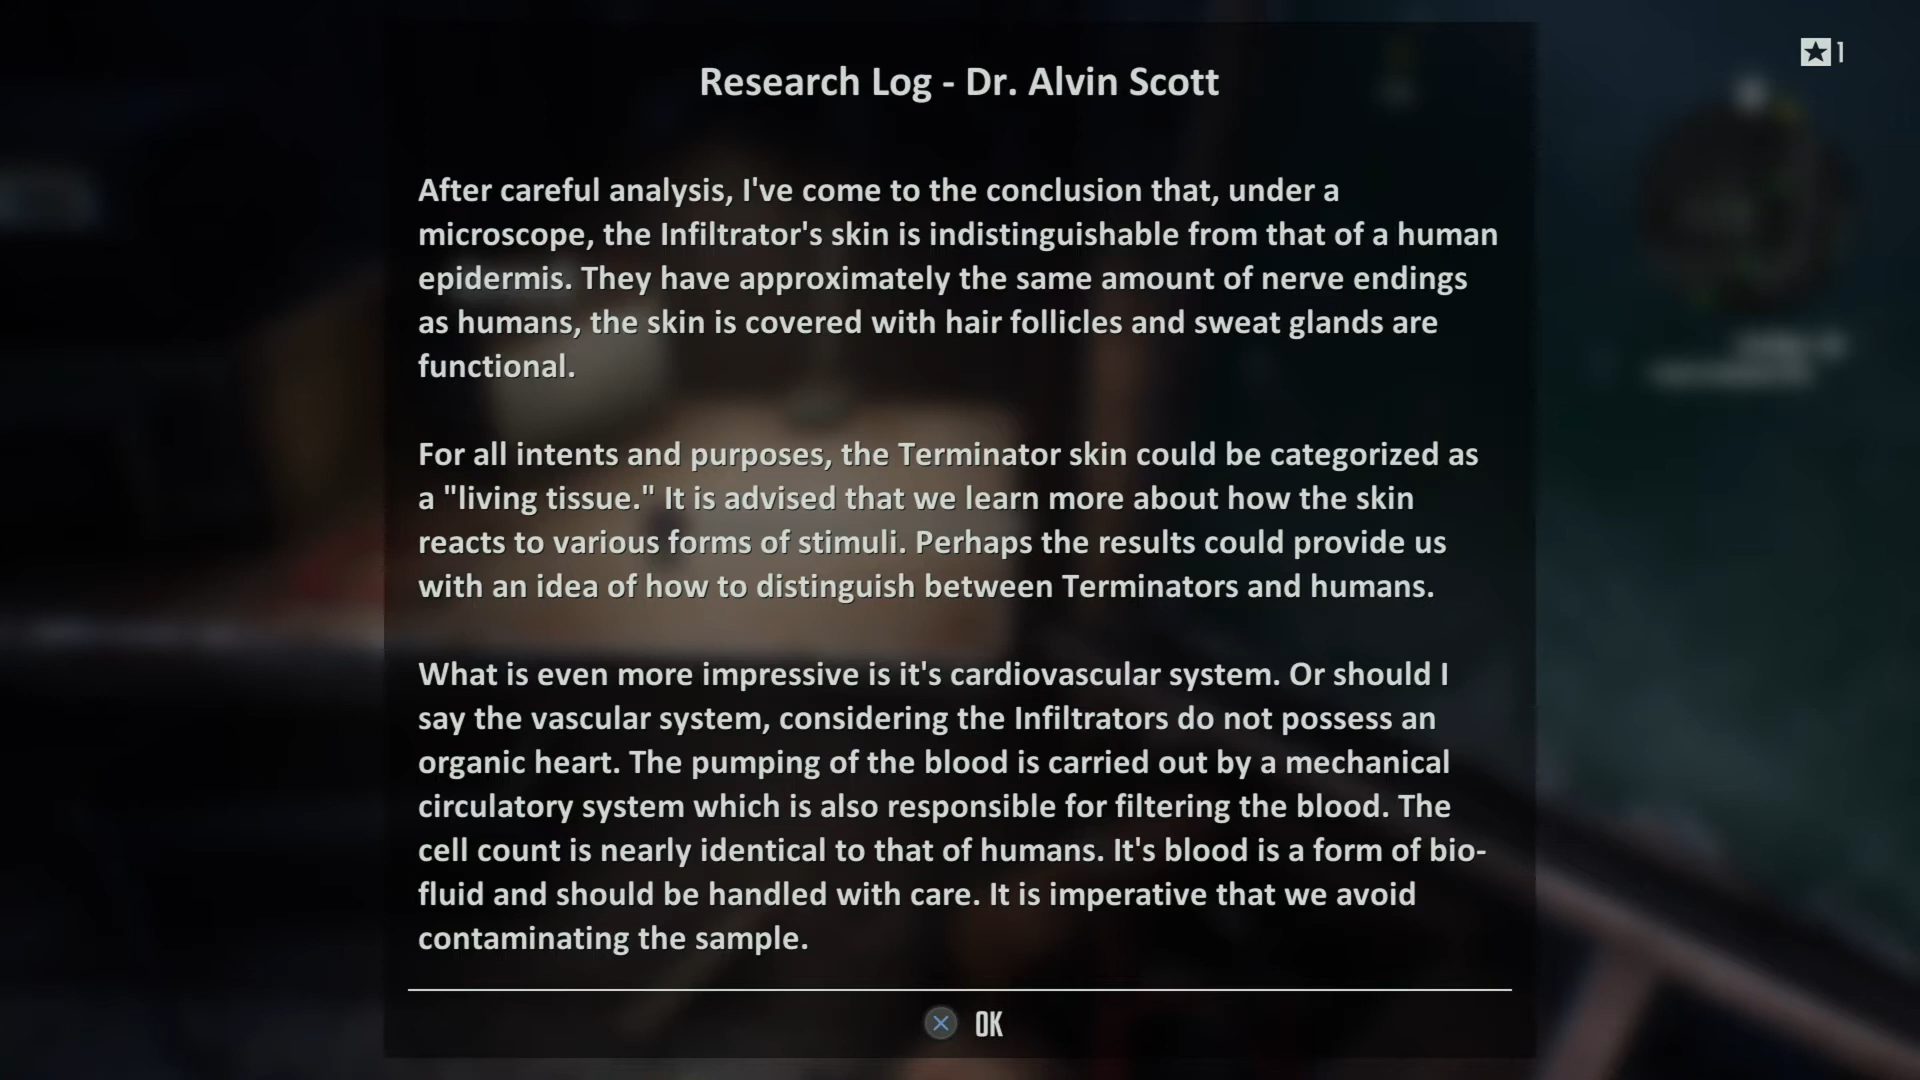 1
Research Log - Dr. Alvin Scott
After careful analysis, I've come to the conclusion that, under a
microscope, the Infiltrator's skin is indistinguishable from that of a human
epidermis. They have approximately the same amount of nerve endings
as humans, the skin is covered with hair follicles and sweat glands are
functional.
For all intents and purposes, the Terminator skin could be categorized as
a "living tissue." It is advised that we learn more about how the skin
reacts to various forms of stimuli. Perhaps the results could provide us
with an idea of how to distinguish between Terminators and humans.
What is even more impressive is it's cardiovascular system. Or should I
say the vascular system, considering the Infiltrators do not possess an
organic heart. The pumping of the blood is carried out by a mechanical
circulatory system which is also responsible for filtering the blood. The
cell count is nearly identical to that of humans. It's blood is a form of bio-
fluid and should be handled with care. It is imperative that we avoid
contaminating the sample.
OK